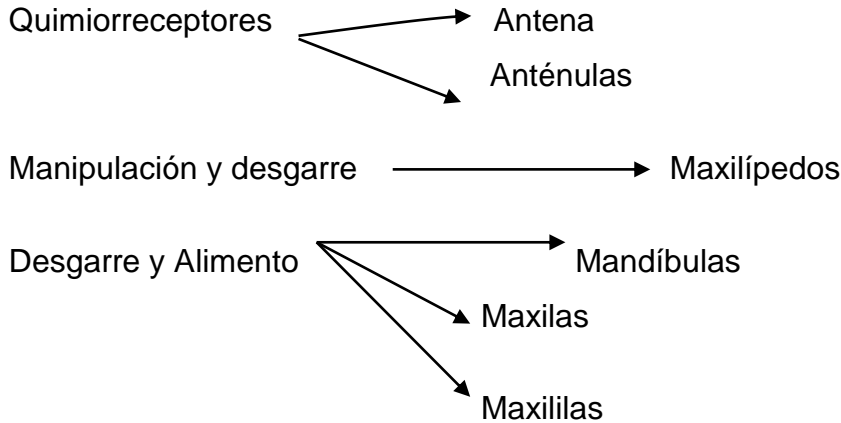 Quimiorreceptores Antena
Anténulas
Manipulación y desgarre Maxilípedos
Desgarre y Alimento Mandíbulas
Maxilas
Maxililas